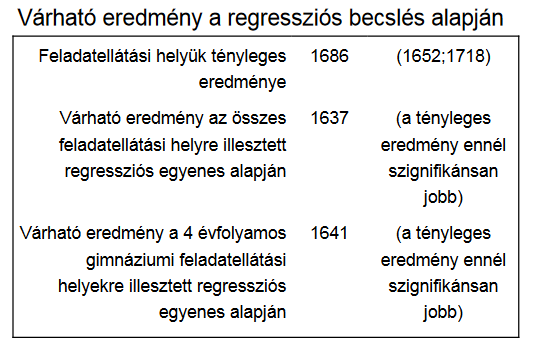 Várható eredmény a regressziós becslés alapján
Feladatellátási helyük tényleges 1686 (1652;1718)
eredménye
Várható eredmény az összes 1637 (a tényleges
feladatellátási helyre illesztett eredmény ennél
regressziós egyenes alapján szignifikánsan
jobb)
Várható eredmény a 4 évfolyamos 1641 (a tényleges
gimnáziumi feladatellátási eredmény ennél
helyekre illesztett regressziós szignifikánsan
egyenes alapján jobb)